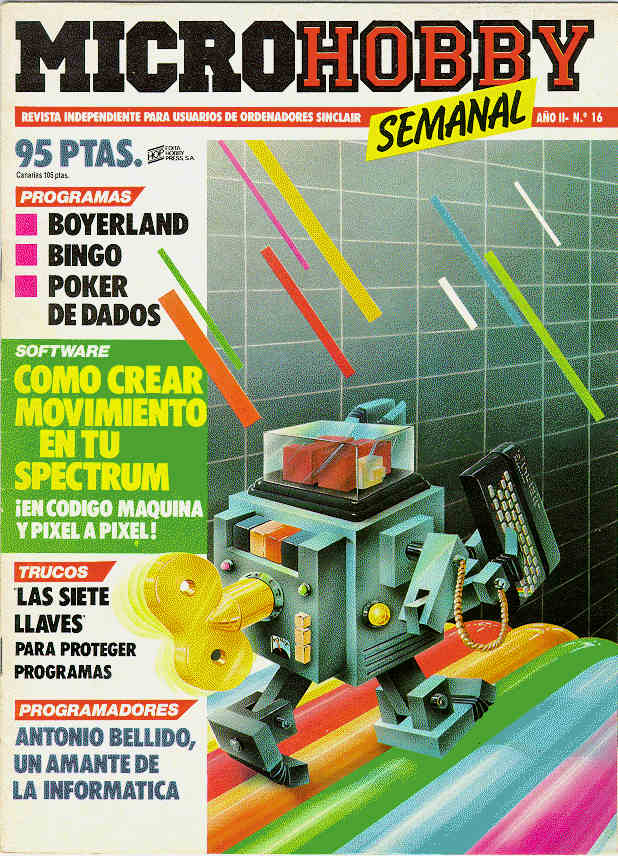 MICROHOBBY
SEMANAL
REVISTA INDEPENDIENTE PARA USUARIOS DE ORDENADORES SINCLAIR
AÑO II- N.º 16
95 PTAS.
Canarias 105 ptas.
HOP
HOBBY
PRESS S.A.
PROGRAMAS
BOYERLAND
BINGO
POKER
DE DADOS
SOFTWARE
COMO CREAR
MOVIMIENTO
EN TU
SPECTRUM
¡EN CODIGO MAQUINA
Y PIXEL A PIXEL!
TRUCOS
"LAS SIETE
LLAVES"
PARA PROTEGER
PROGRAMAS
PROGRAMADORES
ANTONIO BELLIDO,
UN AMANTE DE
LA INFORMATICA